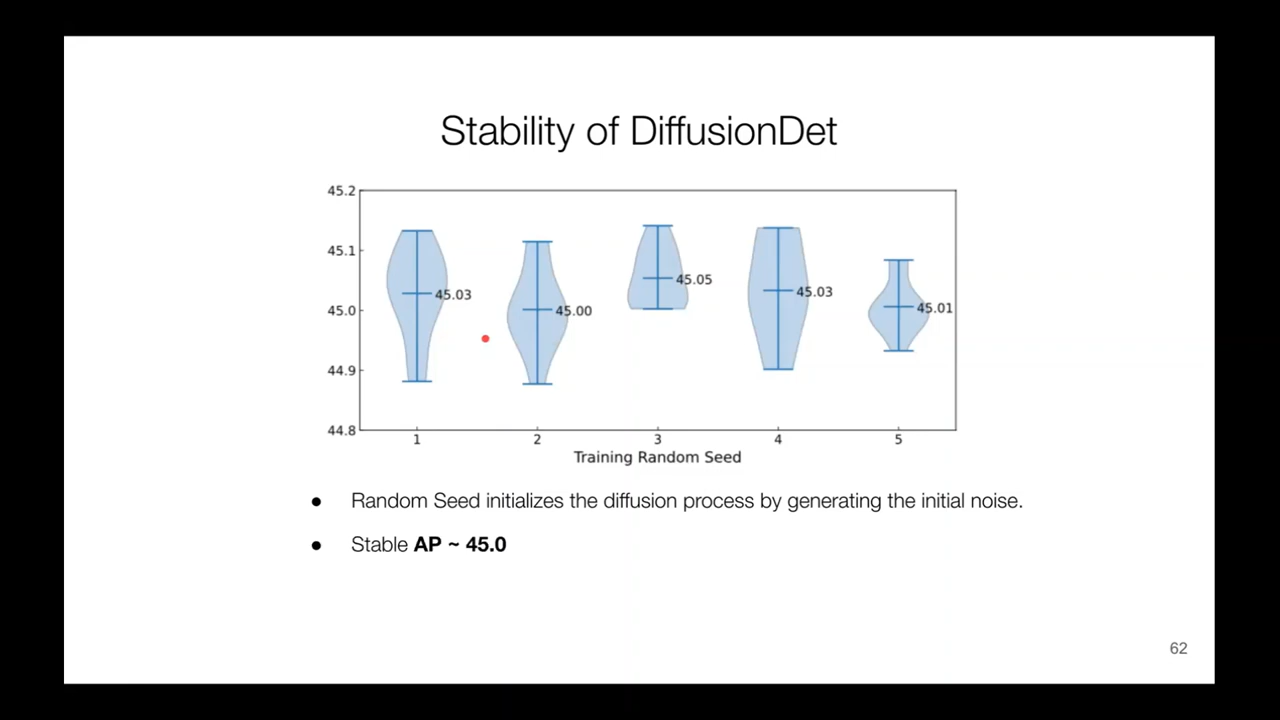 Stability of DiffusionDet
45.2
45.1
45.0
44.9
44.8
45.03
45.00
45.05
45.03
45.01
1 2 3 4 5
Training Random Seed
● Random Seed initializes the diffusion process by generating the initial noise.
● Stable AP ~ 45.0
62